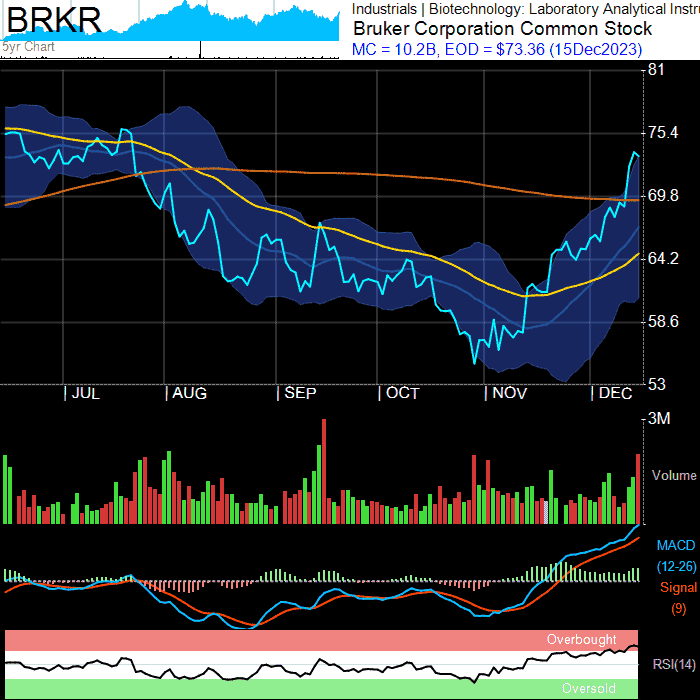 BRKR
5yr Chart
Industrials | Biotechnology: Laboratory Analytical Instru
Bruker Corporation Common Stock
MC = 10.2B, EOD = $73.36 (15Dec2023)
81
75.4
69.8
64.2
58.6
53
JUL AUG SEP OCT NOV DEC
3M
Volume
MACD
(12-26)
Signal
(9)
Overbought
RSI(14)
Oversold